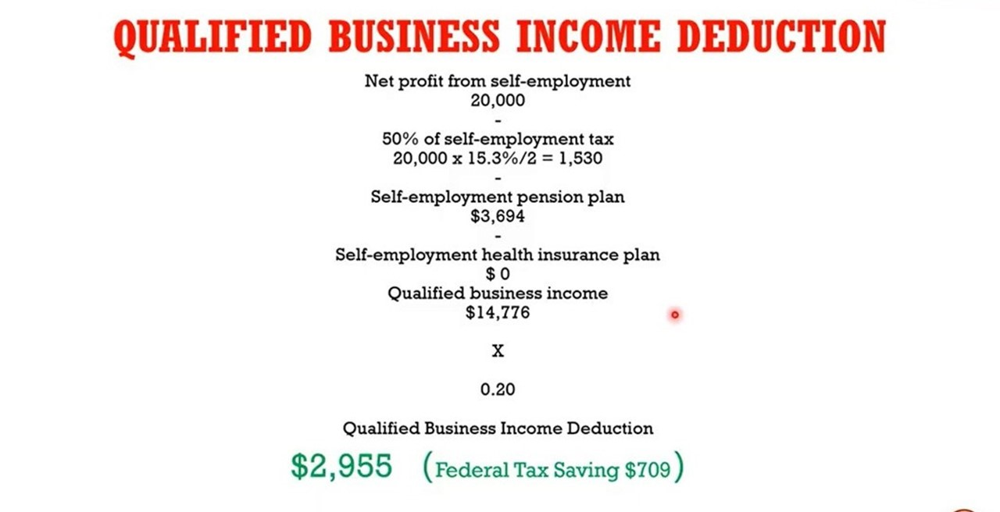 QUALIFIED BUSINESS INCOME DEDUCTION
Net profit from self-employment
20,000
-
50% of self-employment tax
20,000 x 15.3%/2 = 1,530
-
Self-employment pension plan
$3,694
-
Self-employment health insurance plan
$ 0
Qualified business income
$14,776
X
0.20
Qualified Business Income Deduction
$2,955 (Federal Tax Saving $709)